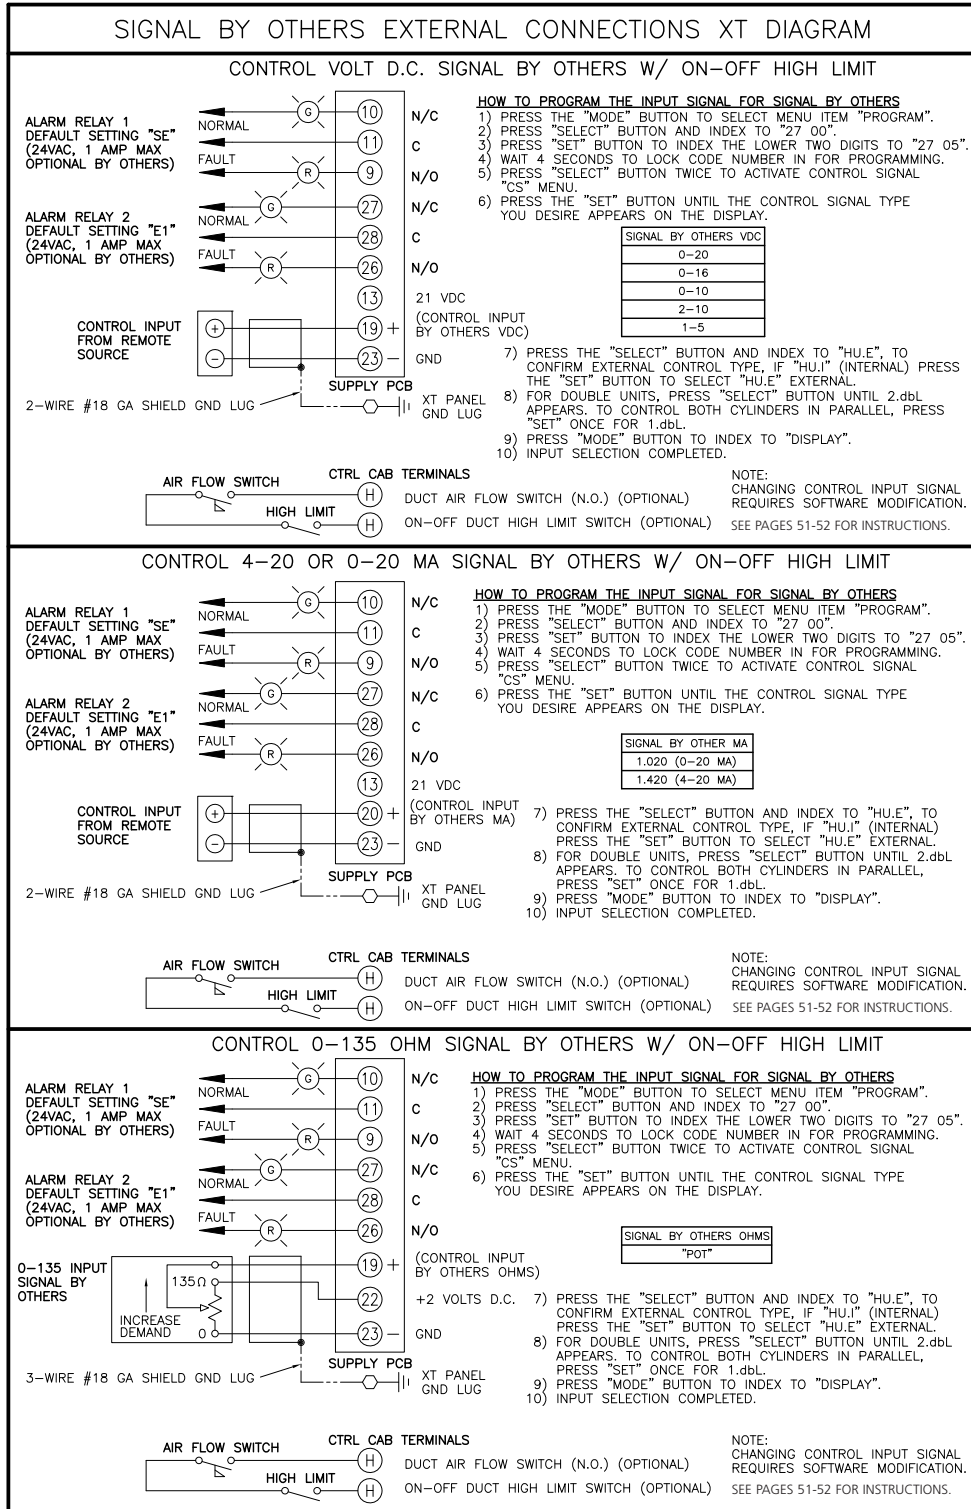 SIGNAL BY OTHERS EXTERNAL CONNECTIONS XT DIAGRAM
CONTROL VOLT D.C. SIGNAL BY OTHERS W/ ON-OFF HIGH LIMIT
ALARM RELAY 1
DEFAULT SETTING "SE"
(24VAC, 1 AMP MAX
OPTIONAL BY OTHERS)
NORMAL
FAULT
G
R
10 N/C
11 C
9 N/O
ALARM RELAY 2
DEFAULT SETTING "E1"
(24VAC, 1 AMP MAX
OPTIONAL BY OTHERS)
NORMAL
FAULT
G
R
27 N/C
28 C
26 N/O
13 21 VDC
CONTROL INPUT
FROM REMOTE
SOURCE
+
-
19 + (CONTROL INPUT
BY OTHERS VDC)
23 - GND
SUPPLY PCB
2-WIRE #18 GA SHIELD GND LUG
XT PANEL
GND LUG
HOW TO PROGRAM THE INPUT SIGNAL FOR SIGNAL BY OTHERS
1) PRESS THE "MODE" BUTTON TO SELECT MENU ITEM "PROGRAM".
2) PRESS "SELECT" BUTTON AND INDEX TO "27 00".
3) PRESS "SET" BUTTON TO INDEX THE LOWER TWO DIGITS TO "27 05".
4) WAIT 4 SECONDS TO LOCK CODE NUMBER IN FOR PROGRAMMING.
5) PRESS "SELECT" BUTTON TWICE TO ACTIVATE CONTROL SIGNAL
"CS" MENU.
6) PRESS THE "SET" BUTTON UNTIL THE CONTROL SIGNAL TYPE
YOU DESIRE APPEARS ON THE DISPLAY.
SIGNAL BY OTHERS VDC
0-20
0-16
0-10
2-10
1-5
7) PRESS THE "SELECT" BUTTON AND INDEX TO "HU.E", TO
CONFIRM EXTERNAL CONTROL TYPE, IF "HU.I" (INTERNAL) PRESS
THE "SET" BUTTON TO SELECT "HU.E" EXTERNAL.
8) FOR DOUBLE UNITS, PRESS "SELECT" BUTTON UNTIL 2.dbL
APPEARS. TO CONTROL BOTH CYLINDERS IN PARALLEL, PRESS
"SET" ONCE FOR 1.dbL.
9) PRESS "MODE" BUTTON TO INDEX TO "DISPLAY".
10) INPUT SELECTION COMPLETED.
CTRL CAB TERMINALS
AIR FLOW SWITCH
H DUCT AIR FLOW SWITCH (N.O.) (OPTIONAL)
HIGH LIMIT
H ON-OFF DUCT HIGH LIMIT SWITCH (OPTIONAL)
NOTE:
CHANGING CONTROL INPUT SIGNAL
REQUIRES SOFTWARE MODIFICATION.
SEE PAGES 51-52 FOR INSTRUCTIONS.
CONTROL 4-20 OR 0-20 MA SIGNAL BY OTHERS W/ ON-OFF HIGH LIMIT
ALARM RELAY 1
DEFAULT SETTING "SE"
(24VAC, 1 AMP MAX
OPTIONAL BY OTHERS)
NORMAL
FAULT
G
R
10 N/C
11 C
9 N/O
ALARM RELAY 2
DEFAULT SETTING "E1"
(24VAC, 1 AMP MAX
OPTIONAL BY OTHERS)
NORMAL
FAULT
G
R
27 N/C
28 C
26 N/O
13 21 VDC
CONTROL INPUT
FROM REMOTE
SOURCE
+
-
20 + (CONTROL INPUT
BY OTHERS MA)
23 - GND
SUPPLY PCB
2-WIRE #18 GA SHIELD GND LUG
XT PANEL
GND LUG
HOW TO PROGRAM THE INPUT SIGNAL FOR SIGNAL BY OTHERS
1) PRESS THE "MODE" BUTTON TO SELECT MENU ITEM "PROGRAM".
2) PRESS "SELECT" BUTTON AND INDEX TO "27 00".
3) PRESS "SET" BUTTON TO INDEX THE LOWER TWO DIGITS TO "27 05".
4) WAIT 4 SECONDS TO LOCK CODE NUMBER IN FOR PROGRAMMING.
5) PRESS "SELECT" BUTTON TWICE TO ACTIVATE CONTROL SIGNAL
"CS" MENU.
6) PRESS THE "SET" BUTTON UNTIL THE CONTROL SIGNAL TYPE
YOU DESIRE APPEARS ON THE DISPLAY.
SIGNAL BY OTHER MA
1.020 (0-20 MA)
1.420 (4-20 MA)
7) PRESS THE "SELECT" BUTTON AND INDEX TO "HU.E", TO
CONFIRM EXTERNAL CONTROL TYPE, IF "HU.I" (INTERNAL)
PRESS THE "SET" BUTTON TO SELECT "HU.E" EXTERNAL.
8) FOR DOUBLE UNITS, PRESS "SELECT" BUTTON UNTIL 2.dbL
APPEARS. TO CONTROL BOTH CYLINDERS IN PARALLEL,
PRESS "SET" ONCE FOR 1.dbL.
9) PRESS "MODE" BUTTON TO INDEX TO "DISPLAY".
10) INPUT SELECTION COMPLETED.
CTRL CAB TERMINALS
AIR FLOW SWITCH
H DUCT AIR FLOW SWITCH (N.O.) (OPTIONAL)
HIGH LIMIT
H ON-OFF DUCT HIGH LIMIT SWITCH (OPTIONAL)
NOTE:
CHANGING CONTROL INPUT SIGNAL
REQUIRES SOFTWARE MODIFICATION.
SEE PAGES 51-52 FOR INSTRUCTIONS.
CONTROL 0-135 OHM SIGNAL BY OTHERS W/ ON-OFF HIGH LIMIT
ALARM RELAY 1
DEFAULT SETTING "SE"
(24VAC, 1 AMP MAX
OPTIONAL BY OTHERS)
NORMAL
FAULT
G
R
10 N/C
11 C
9 N/O
ALARM RELAY 2
DEFAULT SETTING "E1"
(24VAC, 1 AMP MAX
OPTIONAL BY OTHERS)
NORMAL
FAULT
G
R
27 N/C
28 C
26 N/O
0-135 INPUT
SIGNAL BY
OTHERS
135Ω
INCREASE
DEMAND
0
19 + (CONTROL INPUT
BY OTHERS OHMS)
22 +2 VOLTS D.C.
23 - GND
SUPPLY PCB
3-WIRE #18 GA SHIELD GND LUG
XT PANEL
GND LUG
HOW TO PROGRAM THE INPUT SIGNAL FOR SIGNAL BY OTHERS
1) PRESS THE "MODE" BUTTON TO SELECT MENU ITEM "PROGRAM".
2) PRESS "SELECT" BUTTON AND INDEX TO "27 00".
3) PRESS "SET" BUTTON TO INDEX THE LOWER TWO DIGITS TO "27 05".
4) WAIT 4 SECONDS TO LOCK CODE NUMBER IN FOR PROGRAMMING.
5) PRESS "SELECT" BUTTON TWICE TO ACTIVATE CONTROL SIGNAL
"CS" MENU.
6) PRESS THE "SET" BUTTON UNTIL THE CONTROL SIGNAL TYPE
YOU DESIRE APPEARS ON THE DISPLAY.
SIGNAL BY OTHERS OHMS
"POT"
7) PRESS THE "SELECT" BUTTON AND INDEX TO "HU.E", TO
CONFIRM EXTERNAL CONTROL TYPE, IF "HU.I" (INTERNAL)
PRESS THE "SET" BUTTON TO SELECT "HU.E" EXTERNAL.
8) FOR DOUBLE UNITS, PRESS "SELECT" BUTTON UNTIL 2.dbL
APPEARS. TO CONTROL BOTH CYLINDERS IN PARALLEL,
PRESS "SET" ONCE FOR 1.dbL.
9) PRESS "MODE" BUTTON TO INDEX TO "DISPLAY".
10) INPUT SELECTION COMPLETED.
CTRL CAB TERMINALS
AIR FLOW SWITCH
H DUCT AIR FLOW SWITCH (N.O.) (OPTIONAL)
HIGH LIMIT
H ON-OFF DUCT HIGH LIMIT SWITCH (OPTIONAL)
NOTE:
CHANGING CONTROL INPUT SIGNAL
REQUIRES SOFTWARE MODIFICATION.
SEE PAGES 51-52 FOR INSTRUCTIONS.